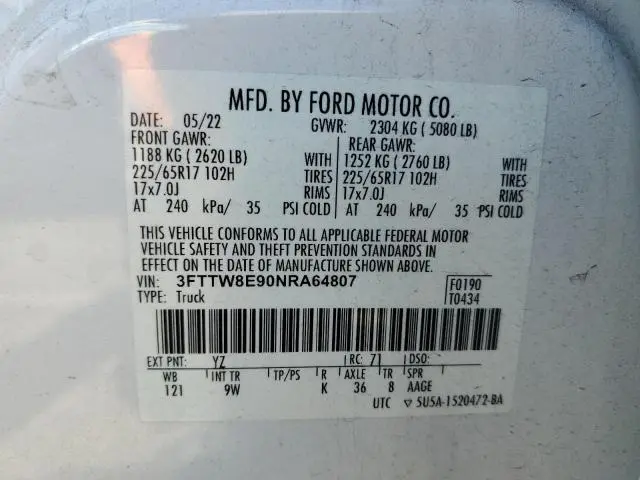 MFD. BY FORD MOTOR CO.
DATE: 05/22 GVWR: 2304 KG ( 5080 LB)
FRONT GAWR: REAR GAWR:
1188 KG ( 2620 LB) WITH 1252 KG ( 2760 LB) WITH
225/65R17 102H TIRES 225/65R17 102H TIRES
17x7.0J RIMS 17x7.0J RIMS
AT 240 kPa/ 35 PSI COLD AT 240 kPa/ 35 PSI COLD
THIS VEHICLE CONFORMS TO ALL APPLICABLE FEDERAL MOTOR
VEHICLE SAFETY AND THEFT PREVENTION STANDARDS IN
EFFECT ON THE DATE OF MANUFACTURE SHOWN ABOVE.
VIN: 3FTTW8E90NRA64807 F0190
TYPE: Truck T0434
EXT PNT: YZ RC: 71 DSO:
WB INT TR TP/PS R AXLE TR SPR
121 9W K 36 8 AAGE
UTC ▽ 5U5A-1520472-BA